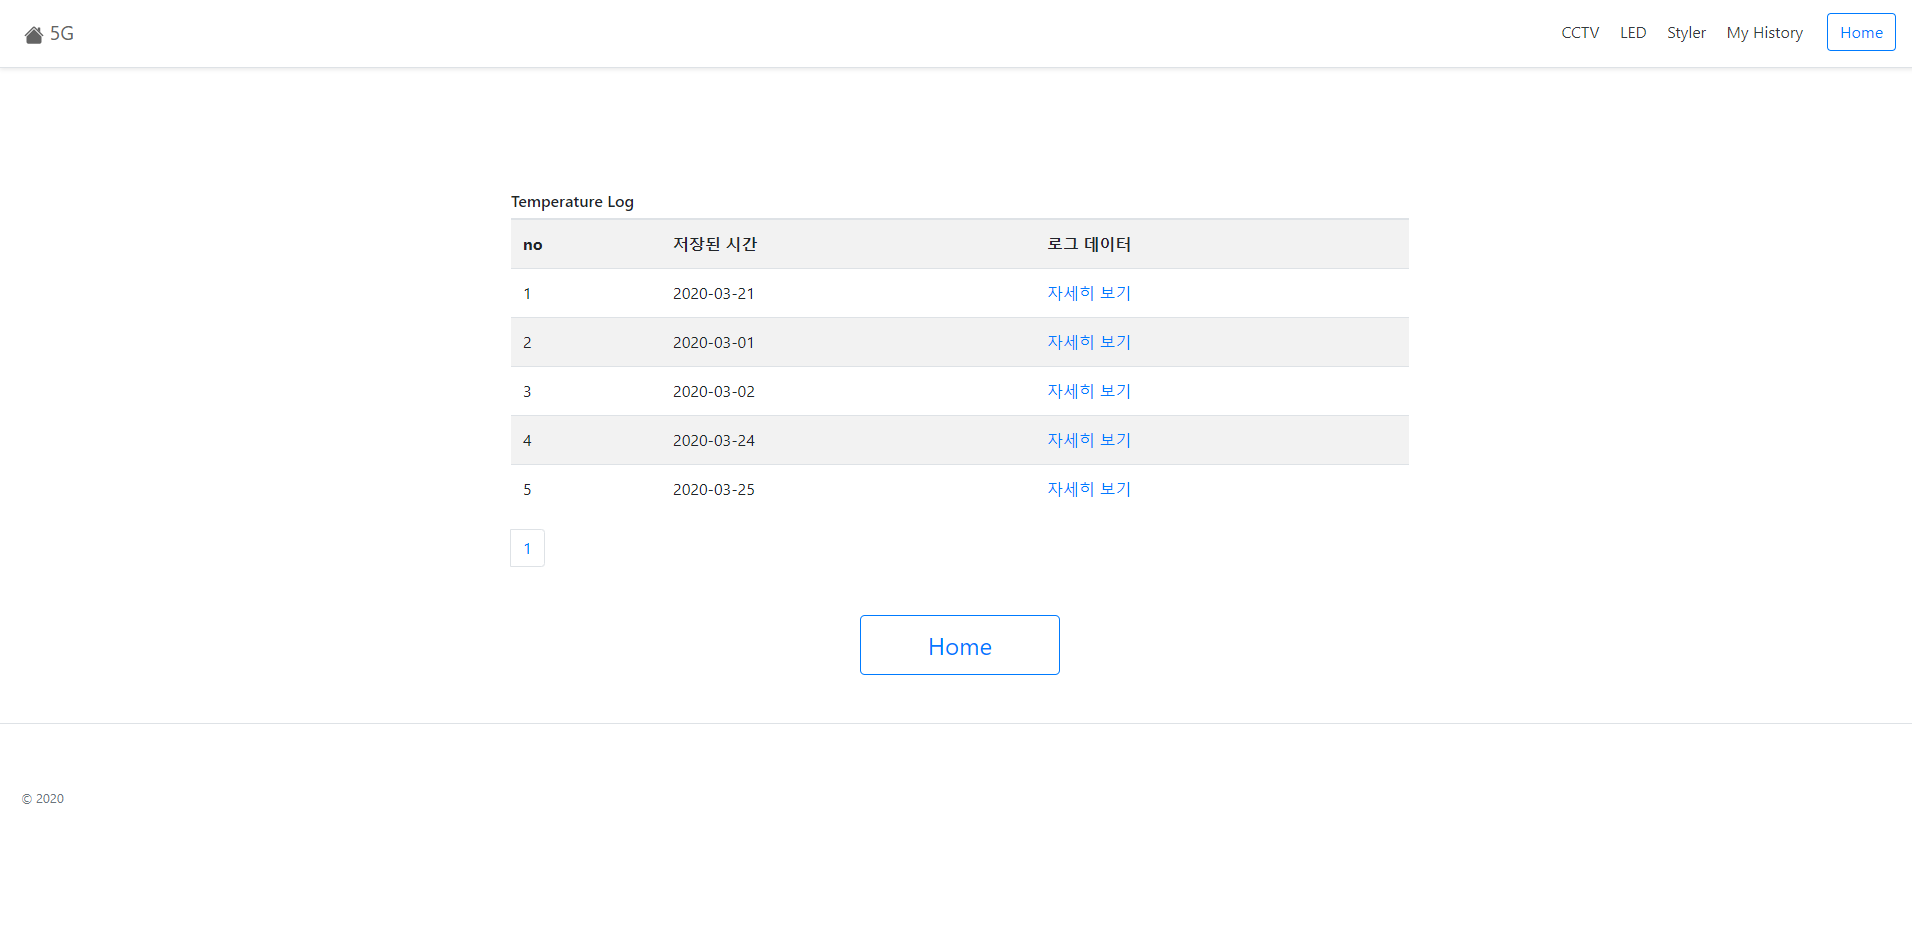 5G CCTV LED Styler My History Home
Temperature Log
no 저장된 시간 로그 데이터
1 2020-03-21 자세히 보기
2 2020-03-01 자세히 보기
3 2020-03-02 자세히 보기
4 2020-03-24 자세히 보기
5 2020-03-25 자세히 보기
1
Home
© 2020